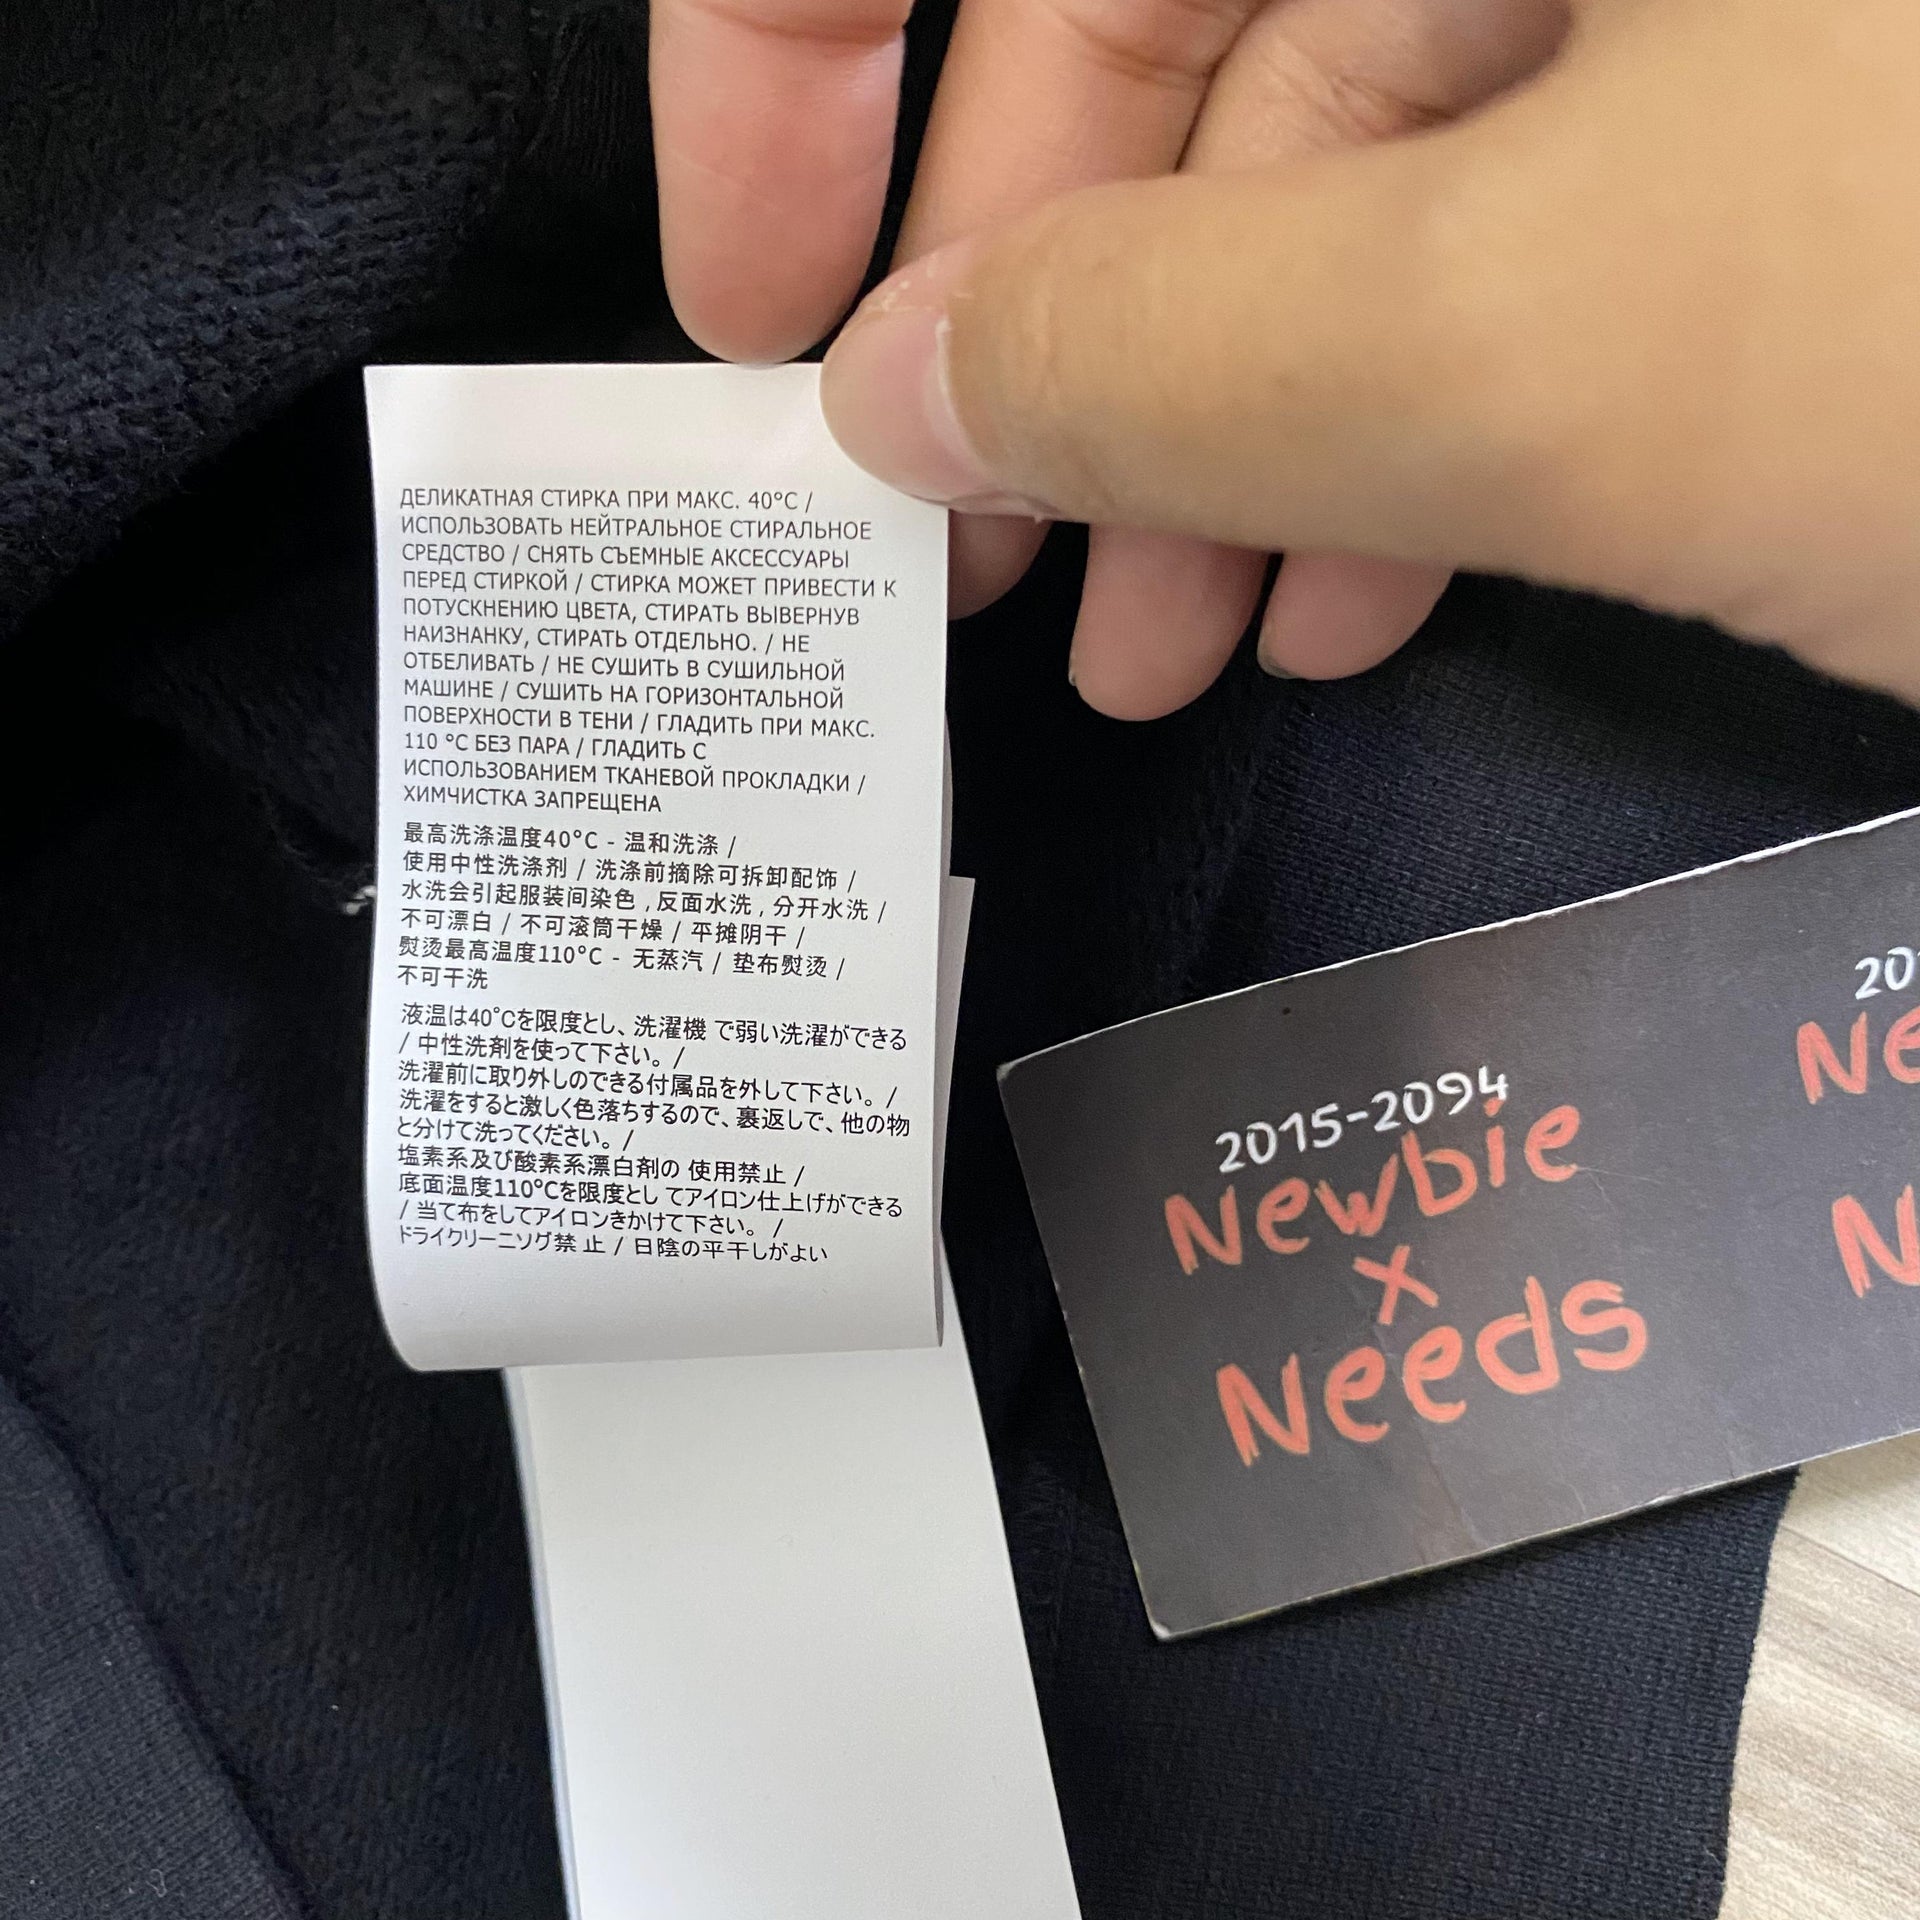 ДЕЛИКАТНАЯ СТИРКА ПРИ МАКС. 40°C /
ИСПОЛЬЗОВАТЬ НЕЙТРАЛЬНОЕ СТИРАЛЬНОЕ
СРЕДСТВО / СНЯТЬ СЪЕМНЫЕ АКСЕССУАРЫ
ПЕРЕД СТИРКОЙ / СТИРКА МОЖЕТ ПРИВЕСТИ К
ПОТУСКНЕНИЮ ЦВЕТА, СТИРАТЬ ВЫВЕРНУВ
НАИЗНАНКУ, СТИРАТЬ ОТДЕЛЬНО. / НЕ
ОТБЕЛИВАТЬ / НЕ СУШИТЬ В СУШИЛЬНОЙ
МАШИНЕ / СУШИТЬ НА ГОРИЗОНТАЛЬНОЙ
ПОВЕРХНОСТИ В ТЕНИ / ГЛАДИТЬ ПРИ МАКС.
110 °C БЕЗ ПАРА / ГЛАДИТЬ С
ИСПОЛЬЗОВАНИЕМ ТКАНЕВОЙ ПРОКЛАДКИ /
ХИМЧИСТКА ЗАПРЕЩЕНА
最高洗涤温度40°C - 温和洗涤 /
使用中性洗涤剂 / 洗涤前摘除可拆卸配饰 /
水洗会引起服装间染色 , 反面水洗 , 分开水洗 /
不可漂白 / 不可滚筒干燥 / 平摊阴干 /
熨烫最高温度110°C - 无蒸汽 / 垫布熨烫 /
不可干洗
液温は40°Cを限度とし、洗濯機 で弱い洗濯ができる
/ 中性洗剤を使って下さい。 /
洗濯前に取り外しのできる付属品を外して下さい。 /
洗濯をすると激しく色落ちするので、裏返しで、他の物
と分けて洗ってください。 /
塩素系及び酸素系漂白剤の 使用禁止 /
底面温度110°Cを限度とし てアイロン仕上げができる
/ 当て布をしてアイロンきかけて下さい。 /
ドライクリーニソグ禁 止 / 日陰の平干しがよい
2015-2094
Newbie
x
Needs
20
Ne
N